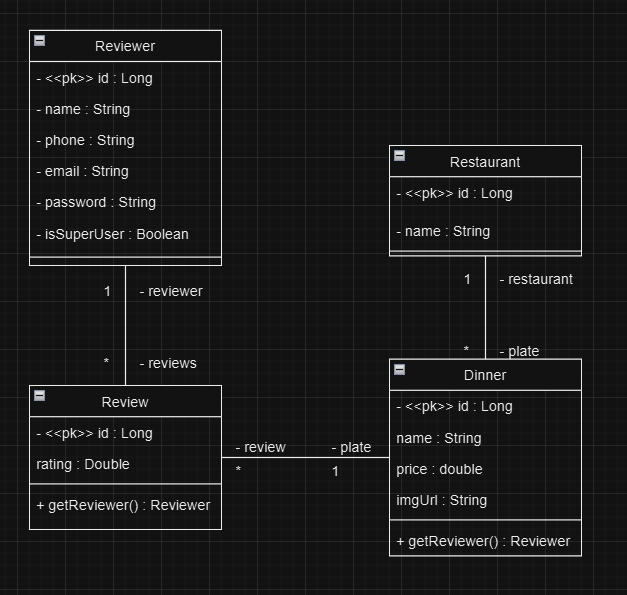 Reviewer
- <<pk>> id : Long
- name : String
- phone : String
- email : String
- password : String
- isSuperUser : Boolean
1 - reviewer
* - reviews
Review
- <<pk>> id : Long
rating : Double
+ getReviewer() : Reviewer
- review - plate
* 1
Restaurant
- <<pk>> id : Long
- name : String
1 - restaurant
* - plate
Dinner
- <<pk>> id : Long
name : String
price : double
imgUrl : String
+ getReviewer() : Reviewer